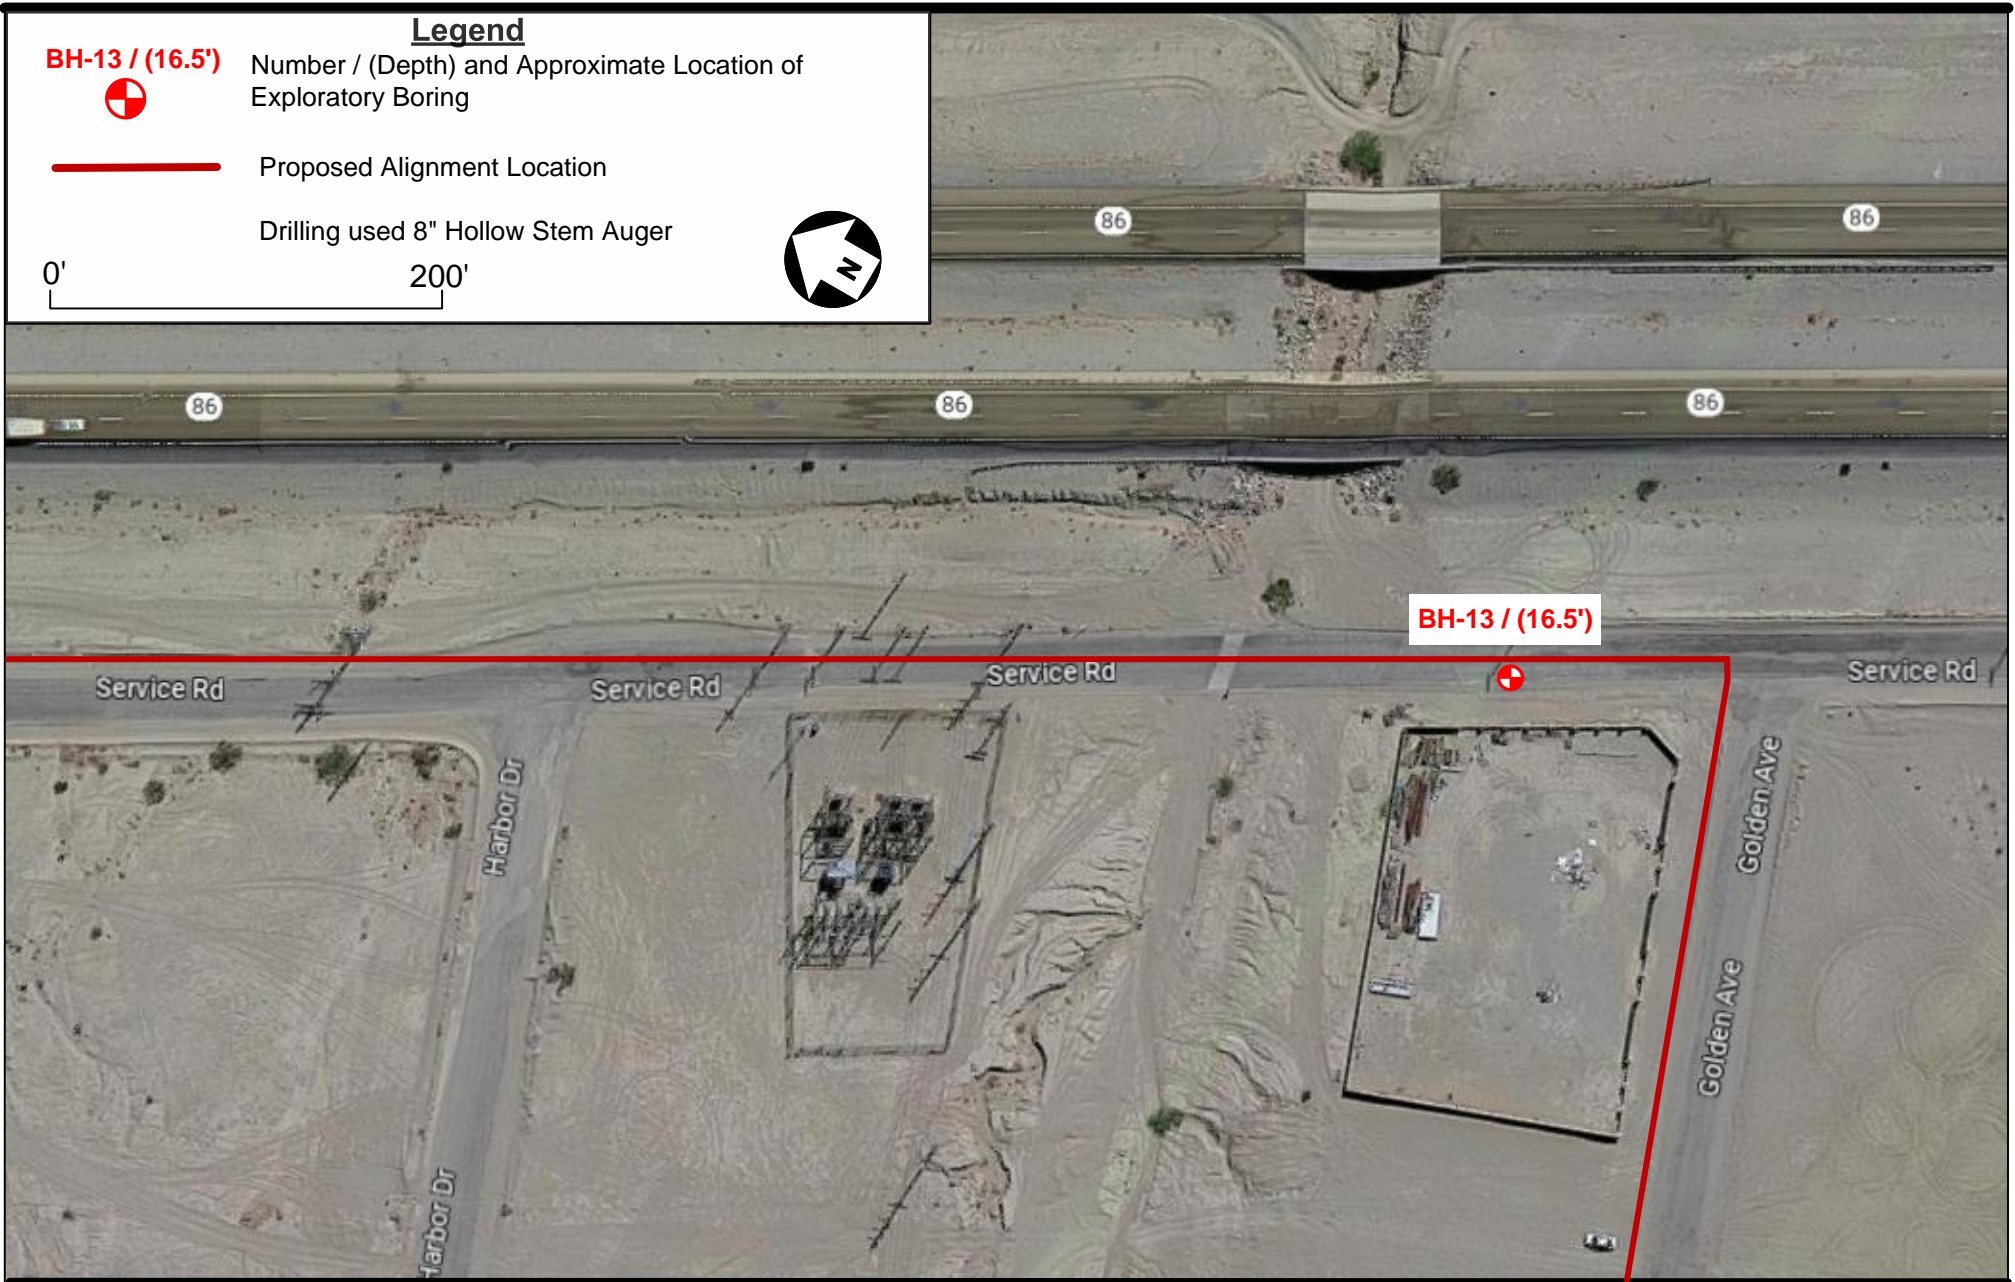 Legend
BH-13 / (16.5')
Number / (Depth) and Approximate Location of
Exploratory Boring
Proposed Alignment Location
Drilling used 8" Hollow Stem Auger
0'
200'
N
86
86
86
86
86
BH-13 / (16.5')
Service Rd
Service Rd
Service Rd
Service Rd
Harbor Dr
Golden Ave
Golden Ave
Harbor Dr